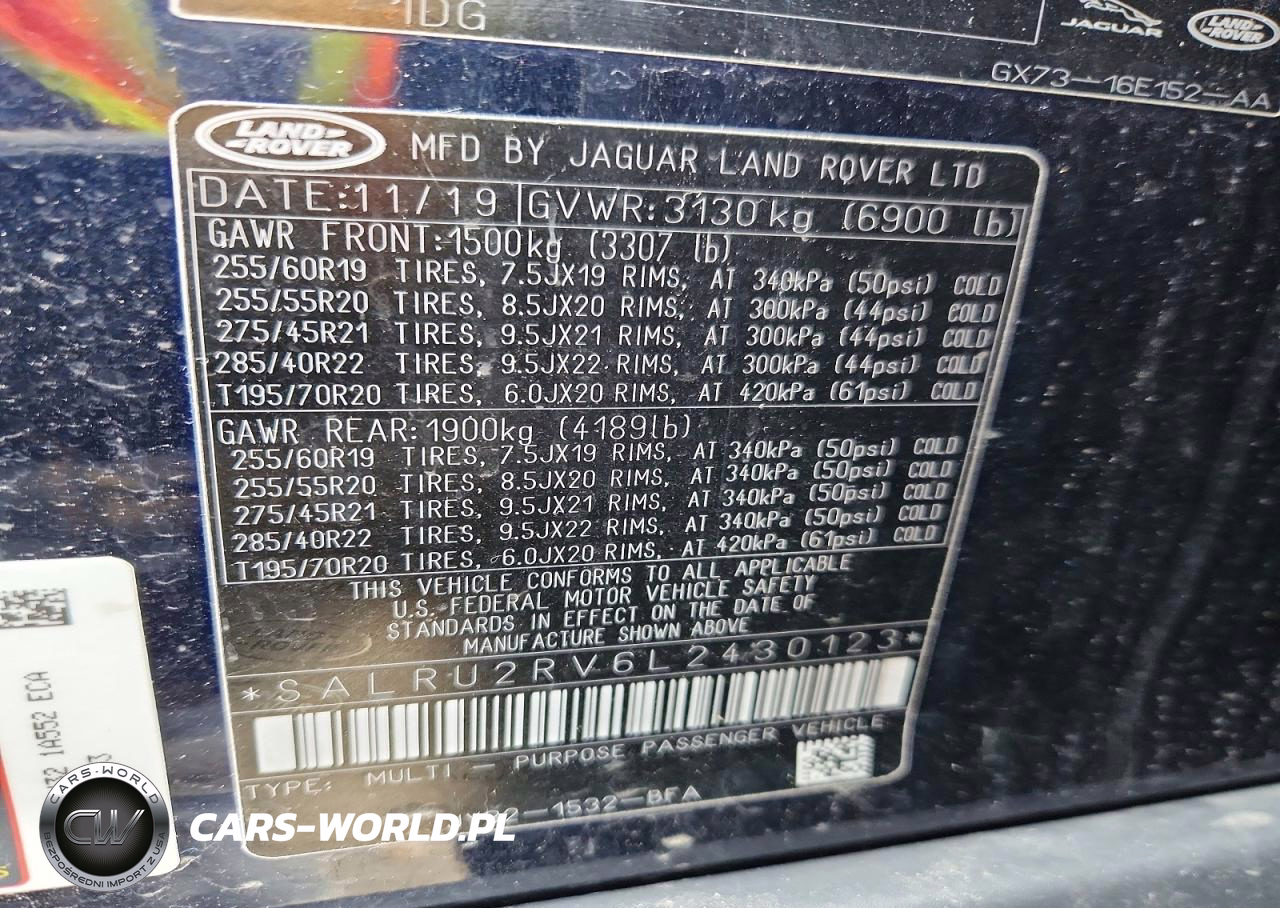 IDG
JAGUAR
LAND ROVER
GX73-16E152-AA
LAND ROVER
MFD BY JAGUAR LAND ROVER LTD
DATE:11/19 GVWR:3130kg (6900 lb)
GAWR FRONT:1500kg (3307 lb)
255/60R19 TIRES, 7.5JX19 RIMS, AT 340kPa (50psi) COLD
255/55R20 TIRES, 8.5JX20 RIMS, AT 300kPa (44psi) COLD
275/45R21 TIRES, 9.5JX21 RIMS, AT 300kPa (44psi) COLD
285/40R22 TIRES, 9.5JX22 RIMS, AT 300kPa (44psi) COLD
T195/70R20 TIRES, 6.0JX20 RIMS, AT 420kPa (61psi) COLD
GAWR REAR:1900kg (4189lb)
255/60R19 TIRES, 7.5JX19 RIMS, AT 340kPa (50psi) COLD
255/55R20 TIRES, 8.5JX20 RIMS, AT 340kPa (50psi) COLD
275/45R21 TIRES, 9.5JX21 RIMS, AT 340kPa (50psi) COLD
285/40R22 TIRES, 9.5JX22 RIMS, AT 340kPa (50psi) COLD
T195/70R20 TIRES, 6.0JX20 RIMS, AT 420kPa (61psi) COLD
THIS VEHICLE CONFORMS TO ALL APPLICABLE
U.S. FEDERAL MOTOR VEHICLE SAFETY
STANDARDS IN EFFECT ON THE DATE OF
MANUFACTURE SHOWN ABOVE
*SALRU2RV6L2430123*
TYPE: MULTI - PURPOSE PASSENGER VEHICLE
-1532-BFA
1A552 ECA
CARS-WORLD
CW
BEZPOŚREDNI IMPORT Z USA
CARS-WORLD.PL